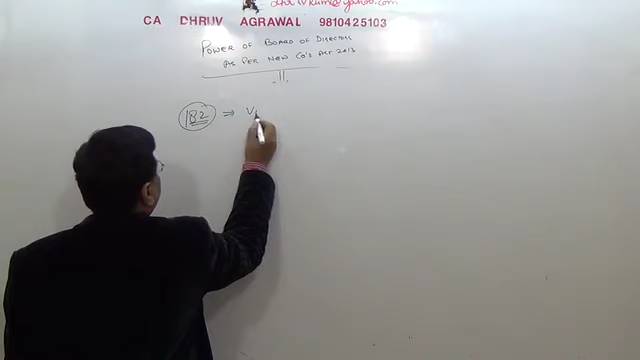 CA DHRUV AGRAWAL 9810425103
POWER OF BOARD OF DIRECTORS
AS PER NEW CO'S ACT 2013
182 ⇒